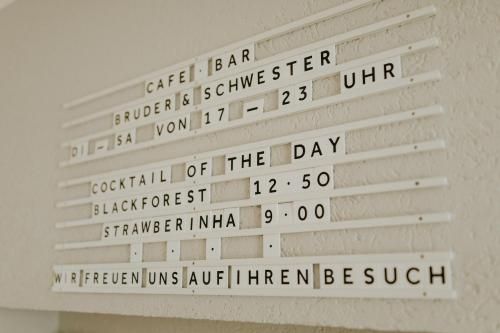 CAFE · BAR
BRUDER & SCHWESTER
DI – SA VON 17 – 23 UHR
COCKTAIL OF THE DAY
BLACKFOREST 12·50
STRAWBERINHA 9·00
· · · ·
WIR FREUEN UNS AUF IHREN BESUCH